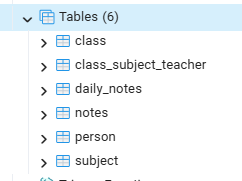 Tables (6)
class
class_subject_teacher
daily_notes
notes
person
subject